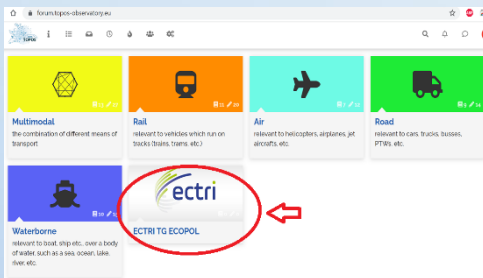 forum.topos-observatory.eu
TOPOS
Multimodal
the combination of different means of
transport
Rail
relevant to vehicles which run on
tracks (trains, trams, etc.)
Air
relevant to helicopters, airplanes, jet
aircrafts, etc.
Road
relevant to cars, trucks, busses,
PTWs, etc.
ectri
Waterborne
relevant to boat, ship etc., over a body
of water, such as a sea, ocean, lake,
river, etc.
ECTRI TG ECOPOL